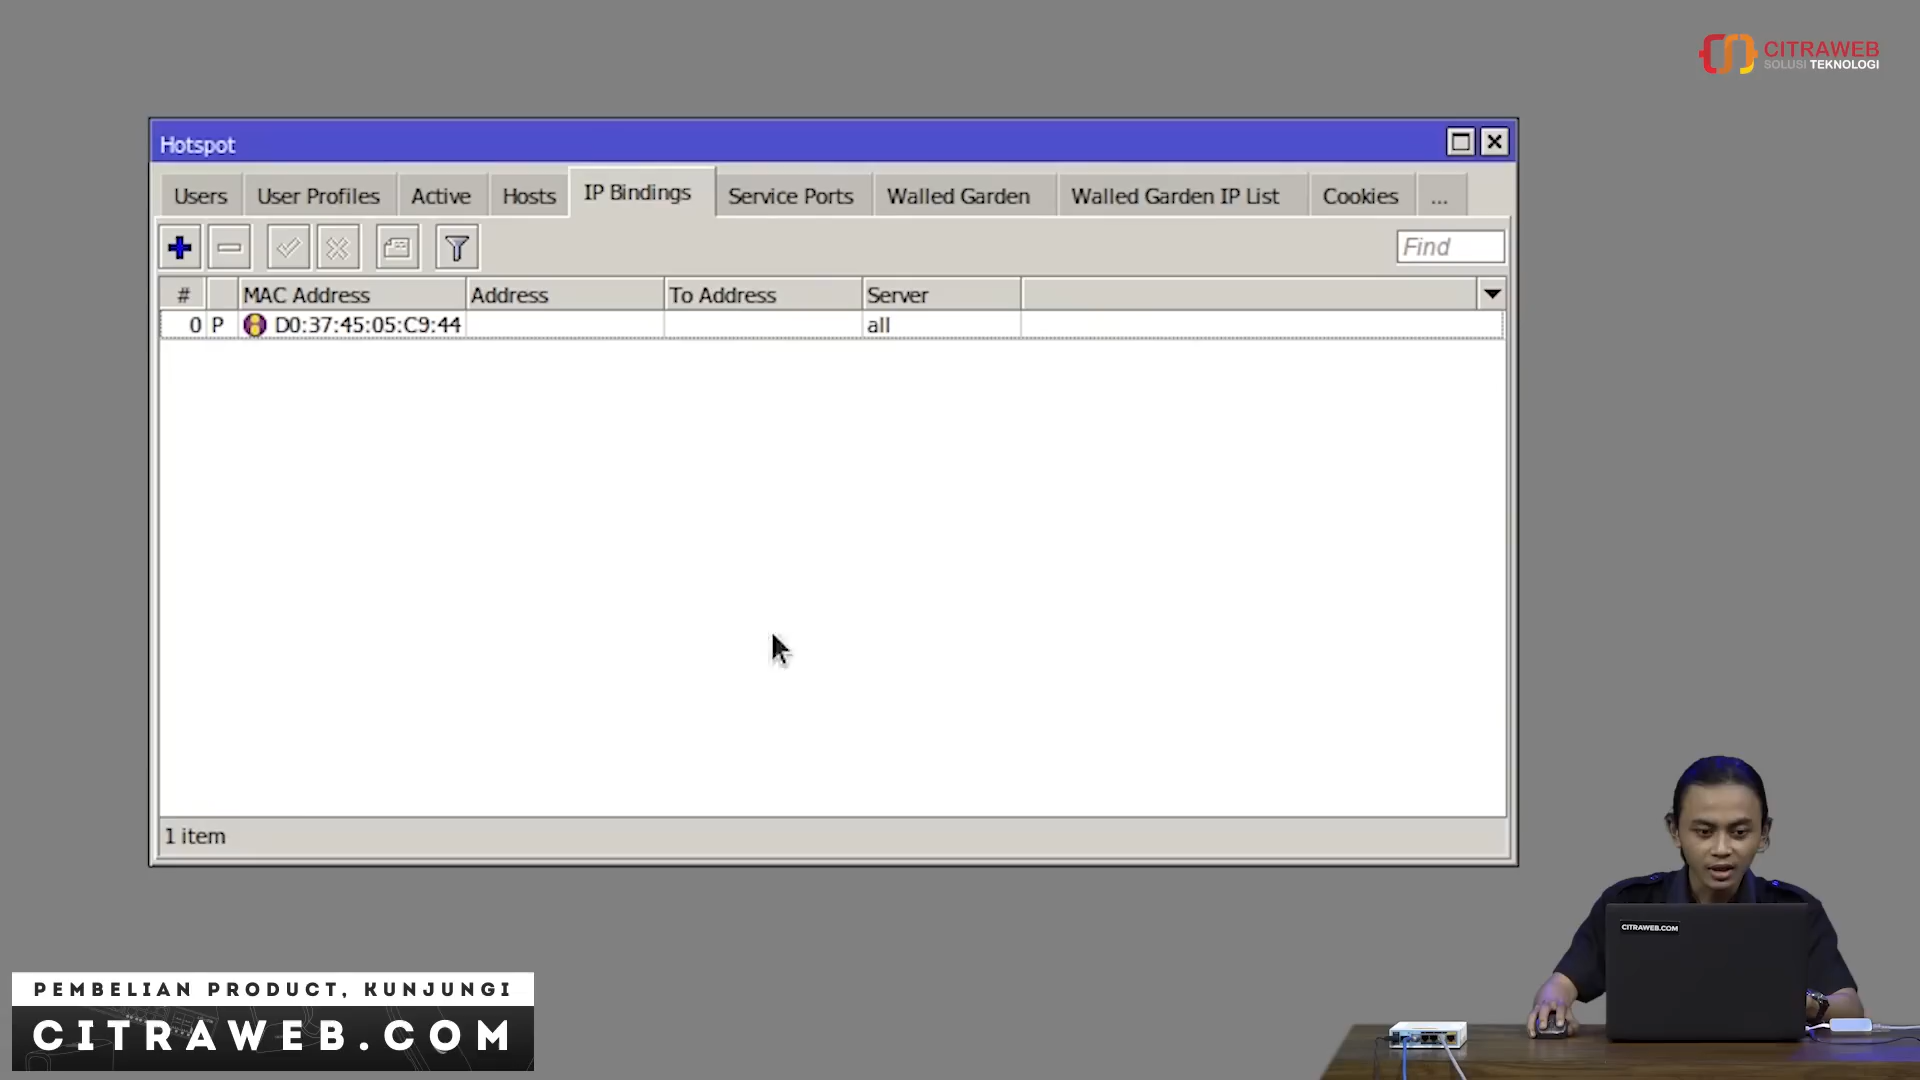 CITRAWEB
SOLUSI TEKNOLOGI
Hotspot
Users User Profiles Active Hosts IP Bindings Service Ports Walled Garden Walled Garden IP List Cookies ...
Find
# MAC Address Address To Address Server
0 P D0:37:45:05:C9:44 all
1 item
CITRAWEB.COM
PEMBELIAN PRODUCT, KUNJUNGI
CITRAWEB.COM